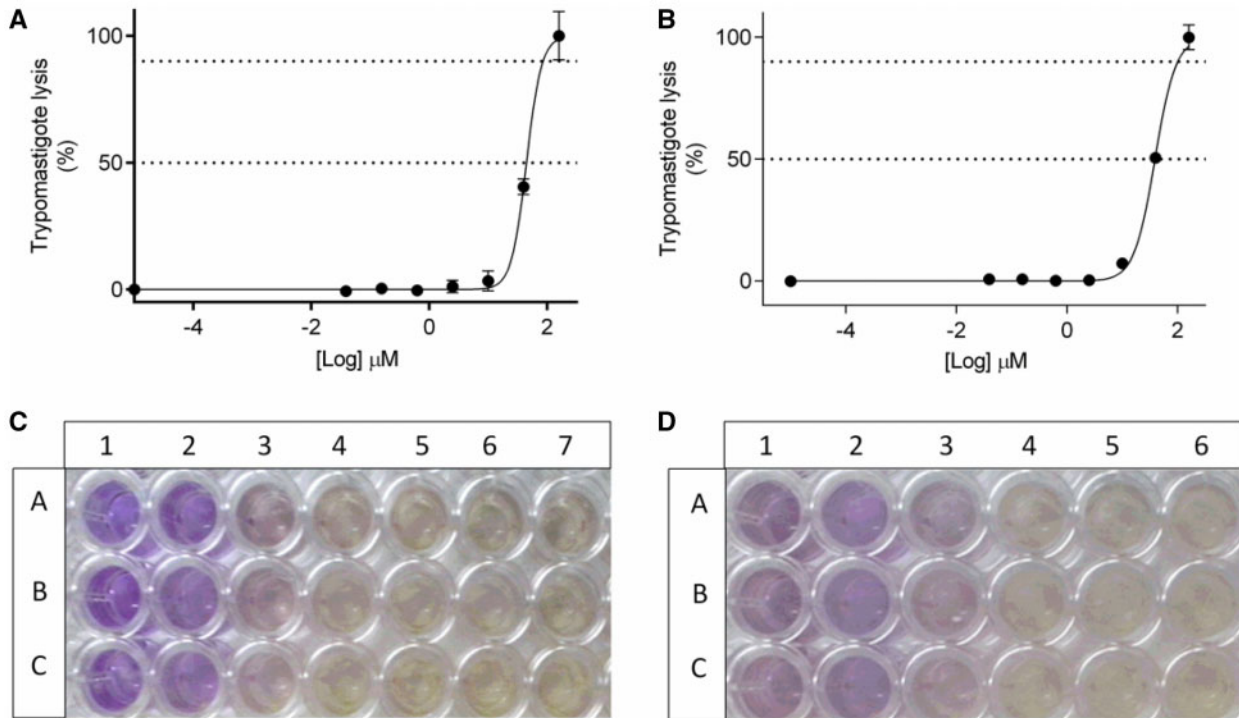 A
Trypomastigote lysis
(%)
100
50
0
-4
-2
0
2
[Log] μM
B
Trypomastigote lysis
(%)
100
50
0
-4
-2
0
2
[Log] μM
C
1 2 3 4 5 6 7
A
B
C
D
1 2 3 4 5 6
A
B
C